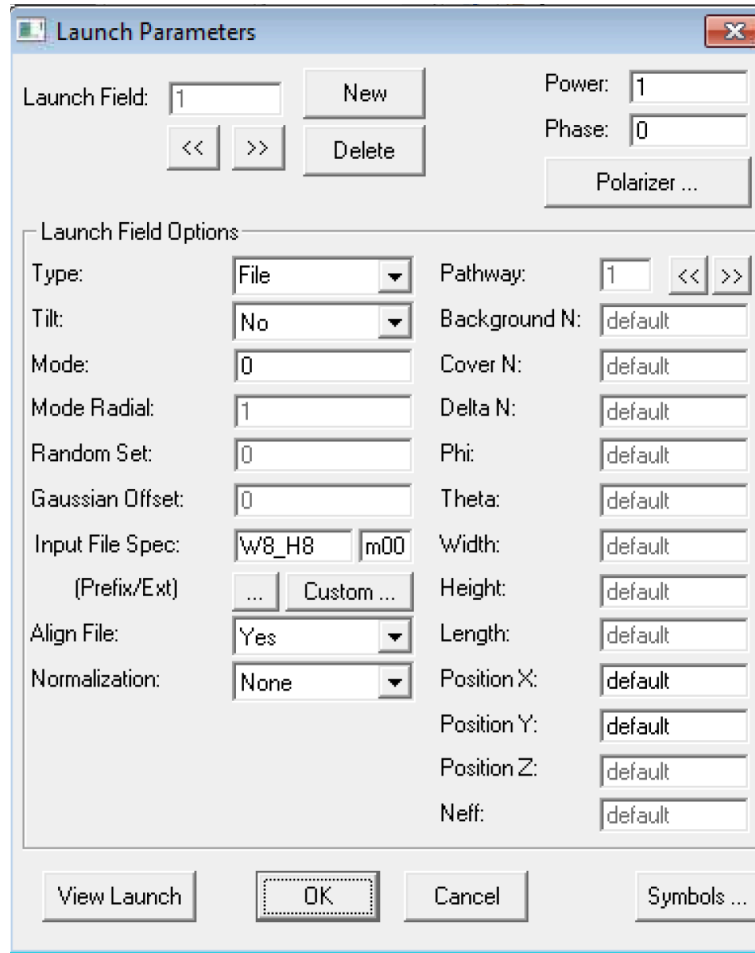 Launch Parameters
Launch Field: 1 New Power: 1
<< >> Delete Phase: 0
Polarizer ...
Launch Field Options
Type: File Pathway: 1 << >>
Tilt: No Background N: default
Mode: 0 Cover N: default
Mode Radial: 1 Delta N: default
Random Set: 0 Phi: default
Gaussian Offset: 0 Theta: default
Input File Spec: W8_H8 m00 Width: default
(Prefix/Ext) ... Custom ... Height: default
Align File: Yes Length: default
Normalization: None Position X: default
Position Y: default
Position Z: default
Neff: default
View Launch OK Cancel Symbols ...